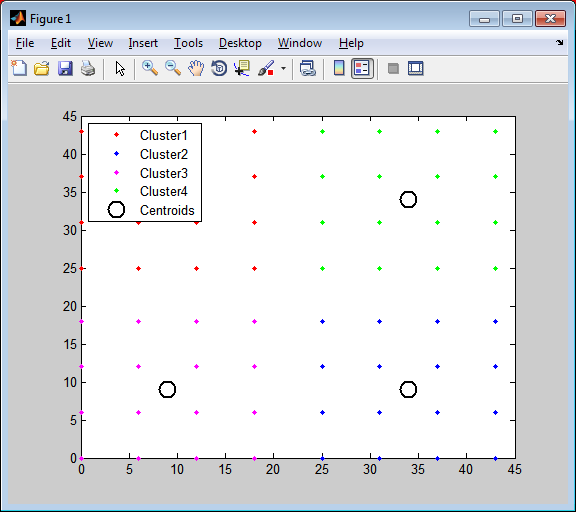 Figure 1
File Edit View Insert Tools Desktop Window Help
Cluster1
Cluster2
Cluster3
Cluster4
Centroids
45
40
35
30
25
20
15
10
5
0
0 5 10 15 20 25 30 35 40 45